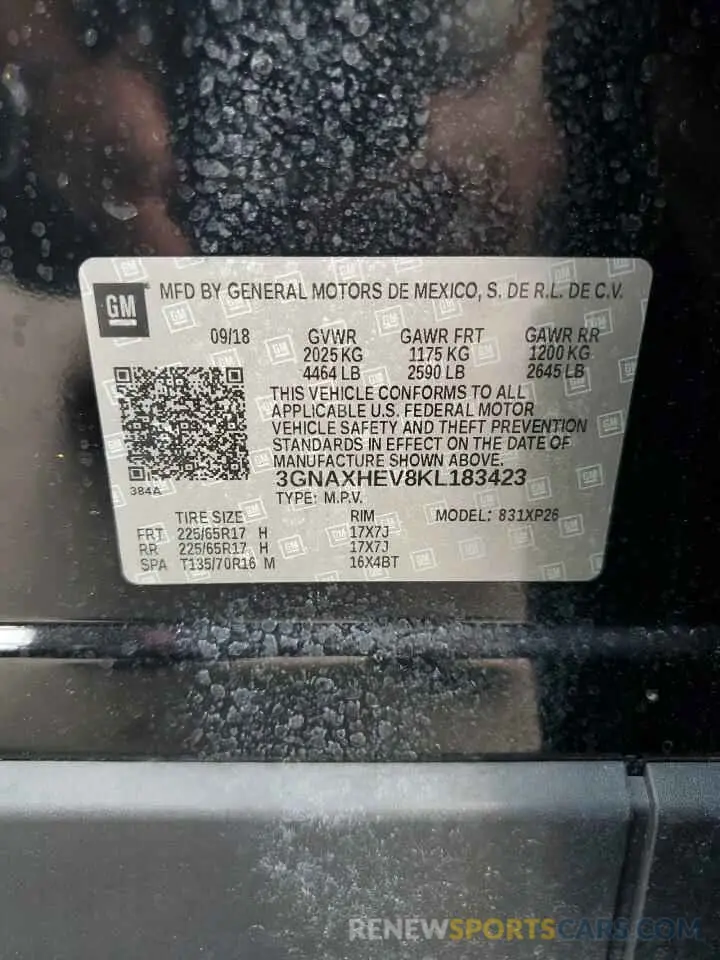 GM MFD BY GENERAL MOTORS DE MEXICO, S. DE R.L. DE C.V.
09/18 GVWR GAWR FRT GAWR RR
2025 KG 1175 KG 1200 KG
4464 LB 2590 LB 2645 LB
THIS VEHICLE CONFORMS TO ALL
APPLICABLE U.S. FEDERAL MOTOR
VEHICLE SAFETY AND THEFT PREVENTION
STANDARDS IN EFFECT ON THE DATE OF
MANUFACTURE SHOWN ABOVE.
3GNAXHEV8KL183423
384A
TYPE: M.P.V.
TIRE SIZE RIM MODEL: 831XP26
FRT 225/65R17 H 17X7J
RR 225/65R17 H 17X7J
SPA T135/70R16 M 16X4BT
RENEWSPORTSCARS.COM